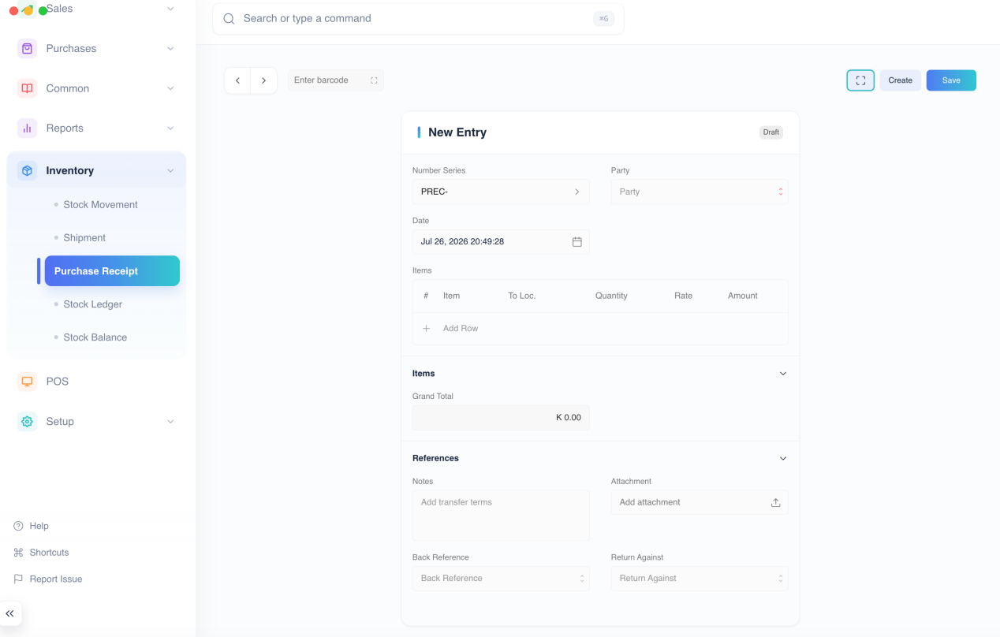 Sales
Purchases
Common
Reports
Inventory
Stock Movement
Shipment
Purchase Receipt
Stock Ledger
Stock Balance
POS
Setup
Help
Shortcuts
Report Issue
Search or type a command
⌘G
Enter barcode
Create
Save
New Entry
Draft
Number Series
Party
PREC-
Party
Date
Jul 26, 2026 20:49:28
Items
# Item To Loc. Quantity Rate Amount
Add Row
Items
Grand Total
K 0.00
References
Notes
Attachment
Add transfer terms
Add attachment
Back Reference
Return Against
Back Reference
Return Against